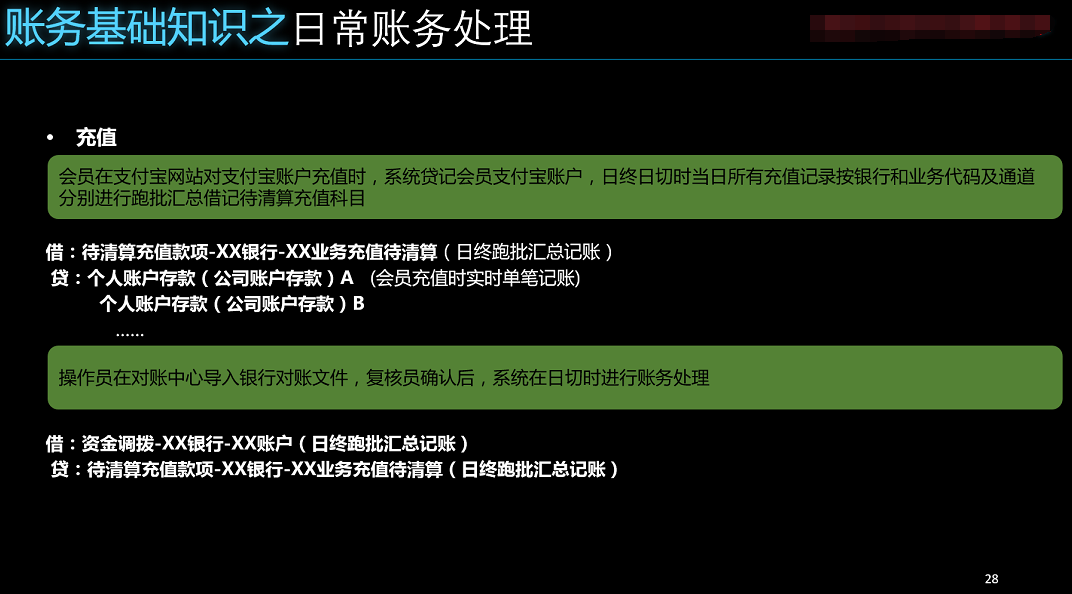 账务基础知识之日常账务处理
• 充值
会员在支付宝网站对支付宝账户充值时，系统贷记会员支付宝账户，日终日切时当日所有充值记录按银行和业务代码及通道
分别进行跑批汇总借记待清算充值科目
借：待清算充值款项-XX银行-XX业务充值待清算（日终跑批汇总记账）
贷：个人账户存款（公司账户存款）A (会员充值时实时单笔记账)
个人账户存款（公司账户存款）B
……
操作员在对账中心导入银行对账文件，复核员确认后，系统在日切时进行账务处理
借：资金调拨-XX银行-XX账户（日终跑批汇总记账）
贷：待清算充值款项-XX银行-XX业务充值待清算（日终跑批汇总记账）
28